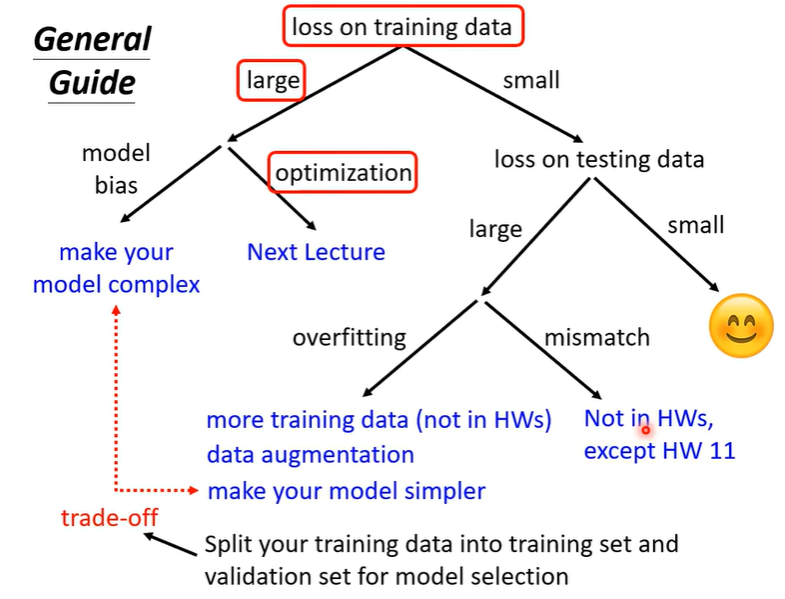 General
Guide
loss on training data
large
small
model
bias
optimization
loss on testing data
make your
model complex
Next Lecture
large
small
overfitting
mismatch
more training data (not in HWs)
data augmentation
make your model simpler
Not in HWs,
except HW 11
trade-off
Split your training data into training set and
validation set for model selection